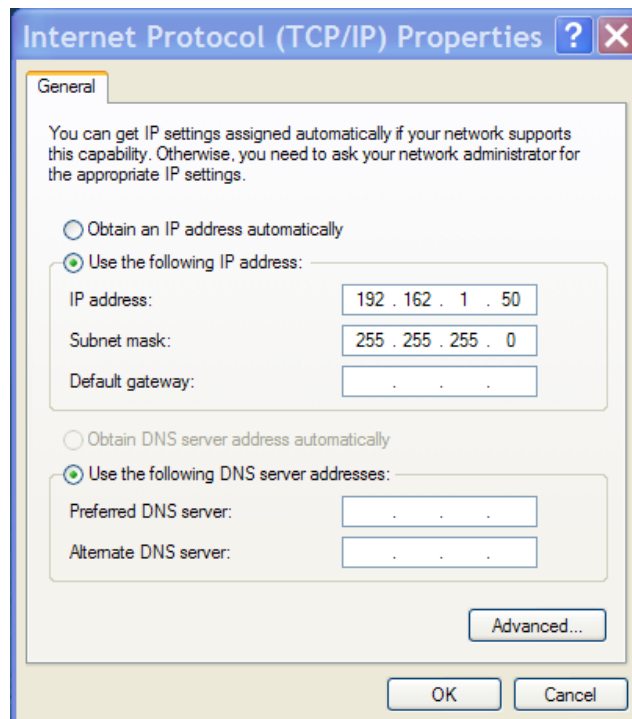 Internet Protocol (TCP/IP) Properties ?
General
You can get IP settings assigned automatically if your network supports
this capability. Otherwise, you need to ask your network administrator for
the appropriate IP settings.
Obtain an IP address automatically
Use the following IP address:
IP address: 192 . 162 . 1 . 50
Subnet mask: 255 . 255 . 255 . 0
Default gateway: . . .
Obtain DNS server address automatically
Use the following DNS server addresses:
Preferred DNS server: . . .
Alternate DNS server: . . .
Advanced...
OK Cancel